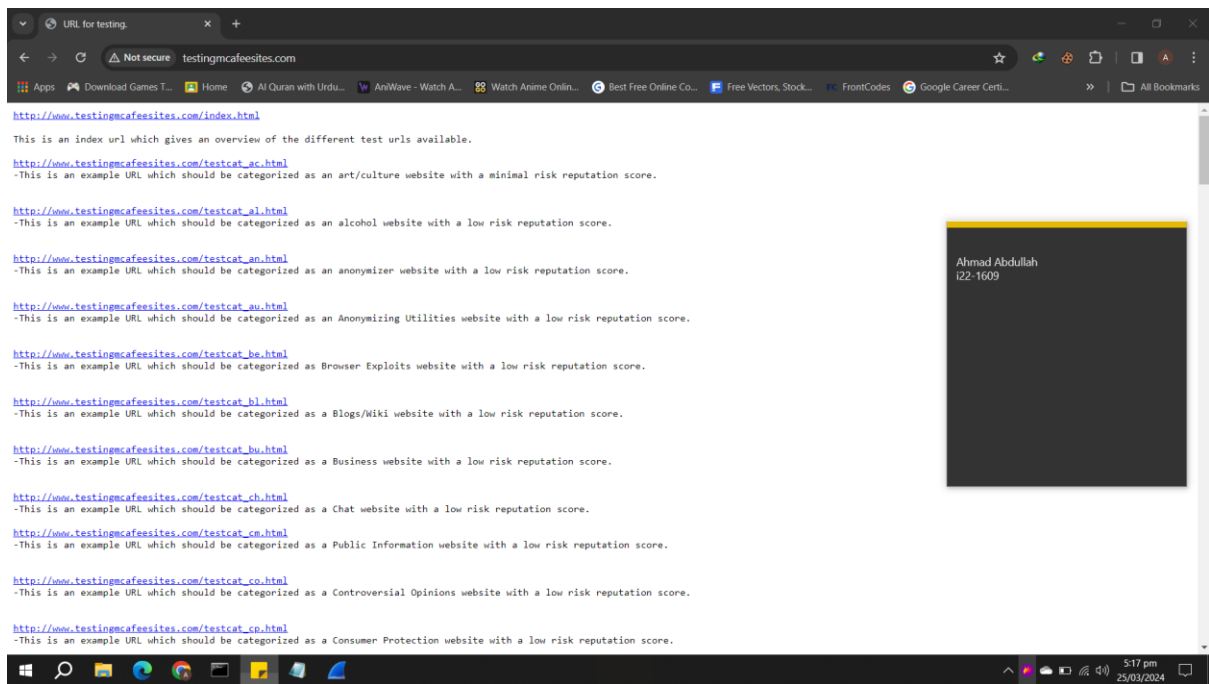 URL for testing.
Not secure testingmcafeesites.com
Apps Download Games T... Home Al Quran with Urdu... AniWave - Watch A... Watch Anime Onlin... Best Free Online Co... Free Vectors, Stock... FrontCodes Google Career Certi... » All Bookmarks
http://www.testingmcafeesites.com/index.html
This is an index url which gives an overview of the different test urls available.
http://www.testingmcafeesites.com/testcat_ac.html
-This is an example URL which should be categorized as an art/culture website with a minimal risk reputation score.
http://www.testingmcafeesites.com/testcat_al.html
-This is an example URL which should be categorized as an alcohol website with a low risk reputation score.
http://www.testingmcafeesites.com/testcat_an.html
-This is an example URL which should be categorized as an anonymizer website with a low risk reputation score.
http://www.testingmcafeesites.com/testcat_au.html
-This is an example URL which should be categorized as an Anonymizing Utilities website with a low risk reputation score.
http://www.testingmcafeesites.com/testcat_be.html
-This is an example URL which should be categorized as Browser Exploits website with a low risk reputation score.
http://www.testingmcafeesites.com/testcat_bl.html
-This is an example URL which should be categorized as a Blogs/Wiki website with a low risk reputation score.
http://www.testingmcafeesites.com/testcat_bu.html
-This is an example URL which should be categorized as a Business website with a low risk reputation score.
http://www.testingmcafeesites.com/testcat_ch.html
-This is an example URL which should be categorized as a Chat website with a low risk reputation score.
http://www.testingmcafeesites.com/testcat_cm.html
-This is an example URL which should be categorized as a Public Information website with a low risk reputation score.
http://www.testingmcafeesites.com/testcat_co.html
-This is an example URL which should be categorized as a Controversial Opinions website with a low risk reputation score.
http://www.testingmcafeesites.com/testcat_cp.html
-This is an example URL which should be categorized as a Consumer Protection website with a low risk reputation score.
Ahmad Abdullah
i22-1609
5:17 pm
25/03/2024